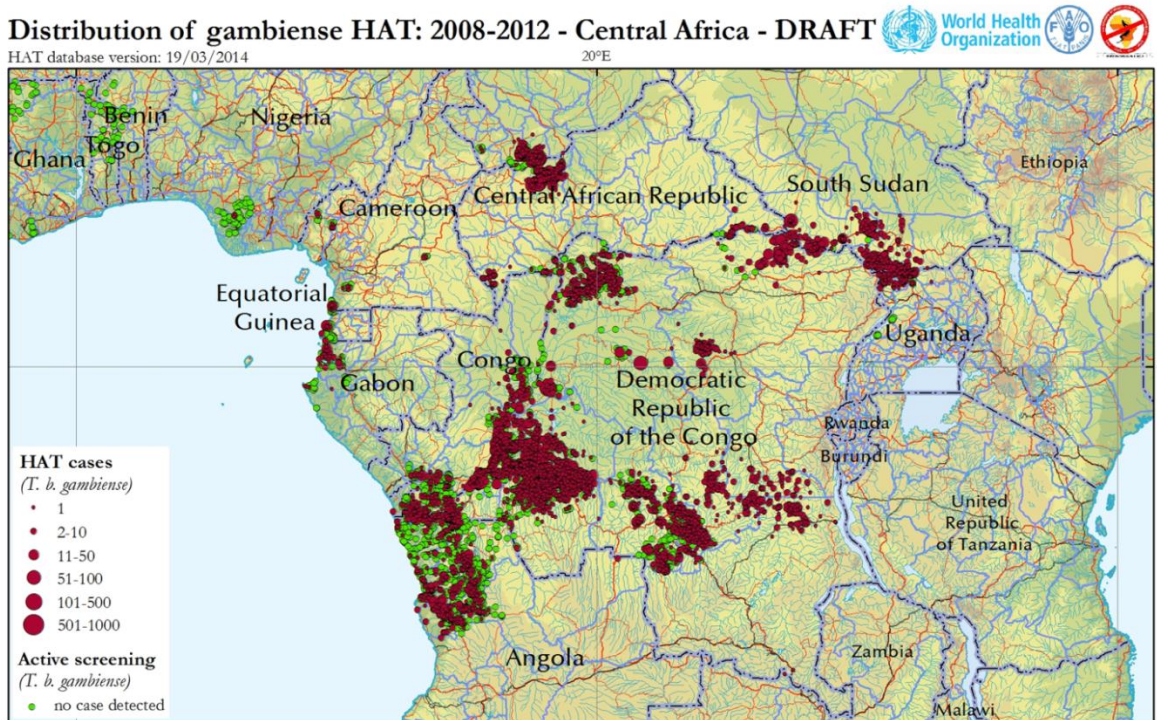 Distribution of gambiense HAT: 2008-2012 - Central Africa - DRAFT
World Health
Organization
HAT database version: 19/03/2014
20°E
Benin
Nigeria
Togo
Ghana
Ethiopia
South Sudan
Central African Republic
Cameroon
Equatorial
Guinea
Uganda
Congo
Gabon
Democratic
Republic
of the Congo
Rwanda
Burundi
HAT cases
(T. b. gambiense)
1
2-10
11-50
51-100
101-500
501-1000
United
Republic
of Tanzania
Active screening
(T. b. gambiense)
no case detected
Angola
Zambia
Malawi